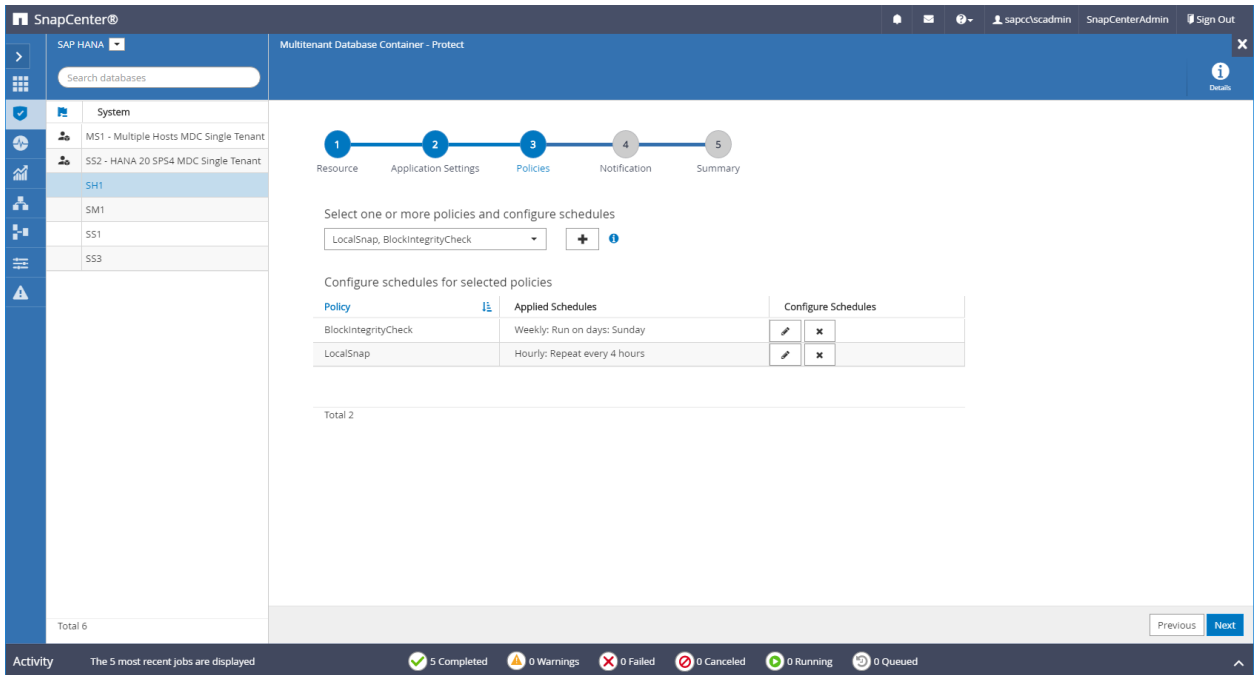 SnapCenter®
sapcc\scadmin SnapCenterAdmin Sign Out
SAP HANA
Search databases
System
MS1 - Multiple Hosts MDC Single Tenant
SS2 - HANA 20 SPS4 MDC Single Tenant
SH1
SM1
SS1
SS3
Total 6
Multitenant Database Container - Protect
Details
1 2 3 4 5
Resource Application Settings Policies Notification Summary
Select one or more policies and configure schedules
LocalSnap, BlockIntegrityCheck
Configure schedules for selected policies
Policy Applied Schedules Configure Schedules
BlockIntegrityCheck Weekly: Run on days: Sunday
LocalSnap Hourly: Repeat every 4 hours
Total 2
Previous Next
Activity The 5 most recent jobs are displayed 5 Completed 0 Warnings 0 Failed 0 Canceled 0 Running 0 Queued